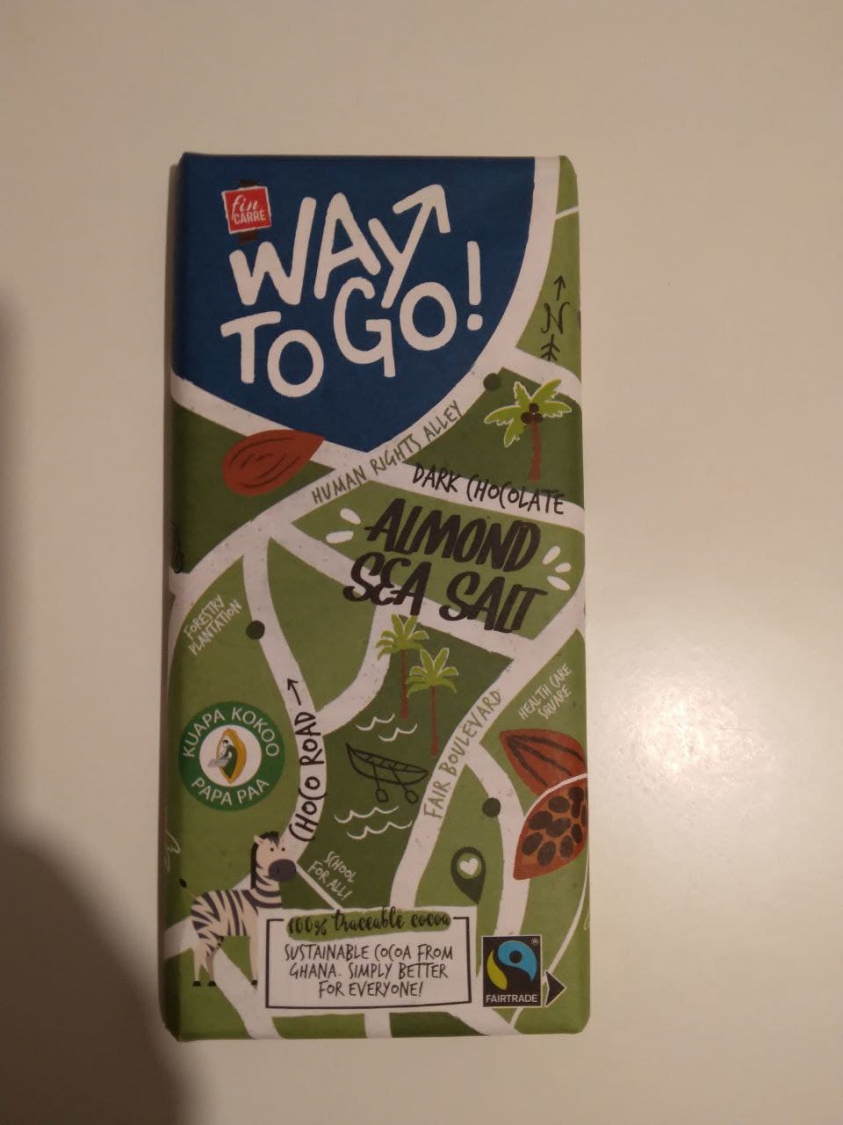 fin
CARRÉ
WAY
TO GO!
N
HUMAN RIGHTS ALLEY
DARK CHOCOLATE
ALMOND
SEA SALT
FORESTRY
PLANTATION
HEALTH CARE
SQUARE
KUAPA KOKOO
PAPA PAA
CHOCO ROAD
FAIR BOULEVARD
SCHOOL
FOR ALL!
100% traceable cocoa
SUSTAINABLE COCOA FROM
GHANA. SIMPLY BETTER
FOR EVERYONE!
®
FAIRTRADE